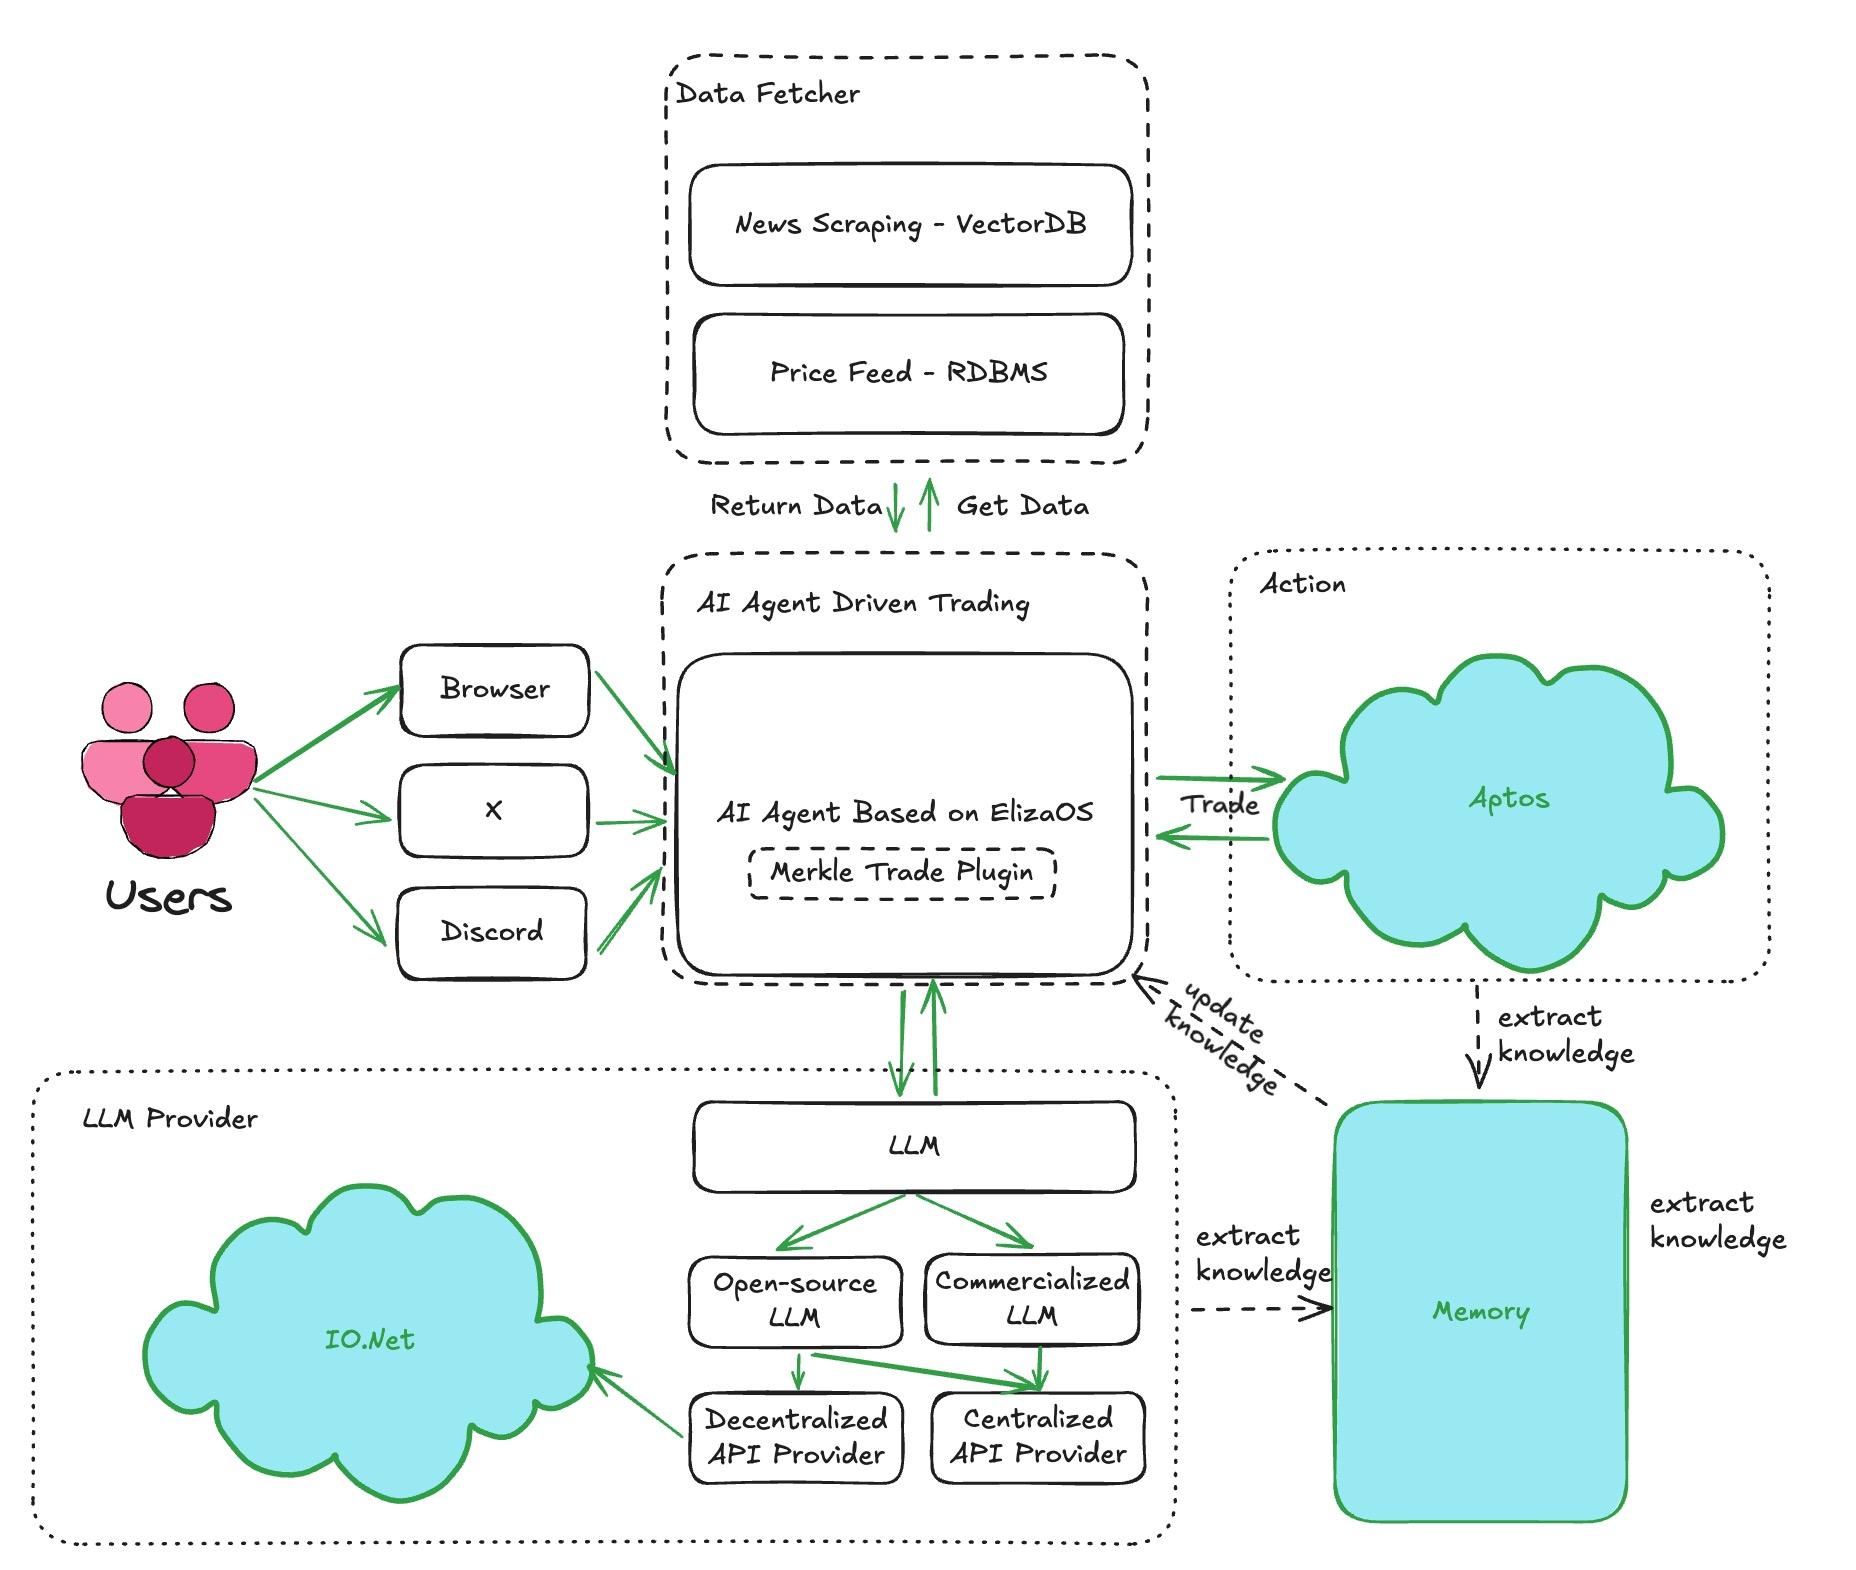 Data Fetcher
News Scraping - VectorDB
Price Feed - RDBMS
Return Data
Get Data
AI Agent Driven Trading
Action
Browser
X
Discord
Users
AI Agent Based on ElizaOS
Merkle Trade Plugin
Trade
Aptos
update
knowledge
extract
knowledge
LLM Provider
LLM
IO.Net
Open-source
LLM
Commercialized
LLM
Decentralized
API Provider
Centralized
API Provider
extract
knowledge
Memory
extract
knowledge